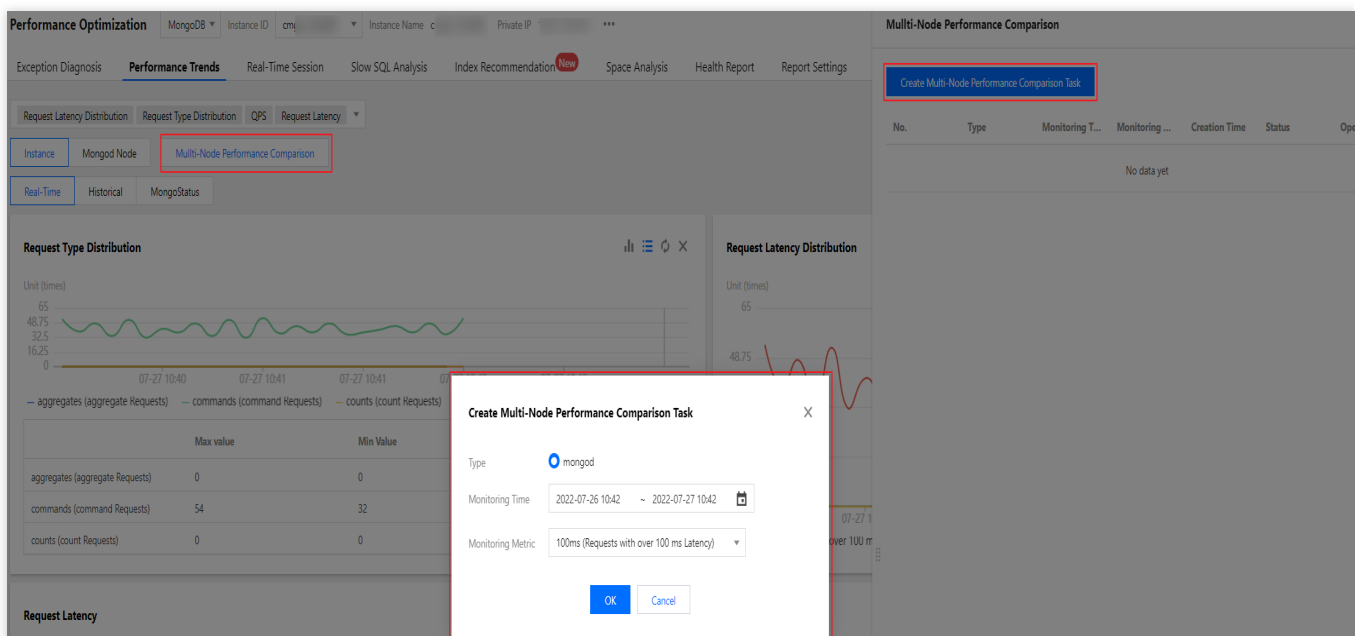 Performance Optimization MongoDB Instance ID Instance Name Private IP •••
Mullti-Node Performance Comparison
Exception Diagnosis Performance Trends Real-Time Session Slow SQL Analysis Index Recommendation New Space Analysis Health Report Report Settings
Create Multi-Node Performance Comparison Task
Request Latency Distribution Request Type Distribution QPS Request Latency
No. Type Monitoring T... Monitoring ... Creation Time Status
Instance Mongod Node Mullti-Node Performance Comparison
No data yet
Real-Time Historical MongoStatus
Request Type Distribution
Request Latency Distribution
Unit (times)
65
48.75
32.5
16.25
0
07-27 10:40 07-27 10:41 07-27 10:41
aggregates (aggregate Requests) commands (command Requests) counts (count Requests)
Unit (times)
65
48.75
07-27 1
over 100 m
Max value Min Value
aggregates (aggregate Requests) 0 0
commands (command Requests) 54 32
counts (count Requests) 0 0
Request Latency
Create Multi-Node Performance Comparison Task
Type mongod
Monitoring Time 2022-07-26 10:42 ~ 2022-07-27 10:42
Monitoring Metric 100ms (Requests with over 100 ms Latency)
OK Cancel